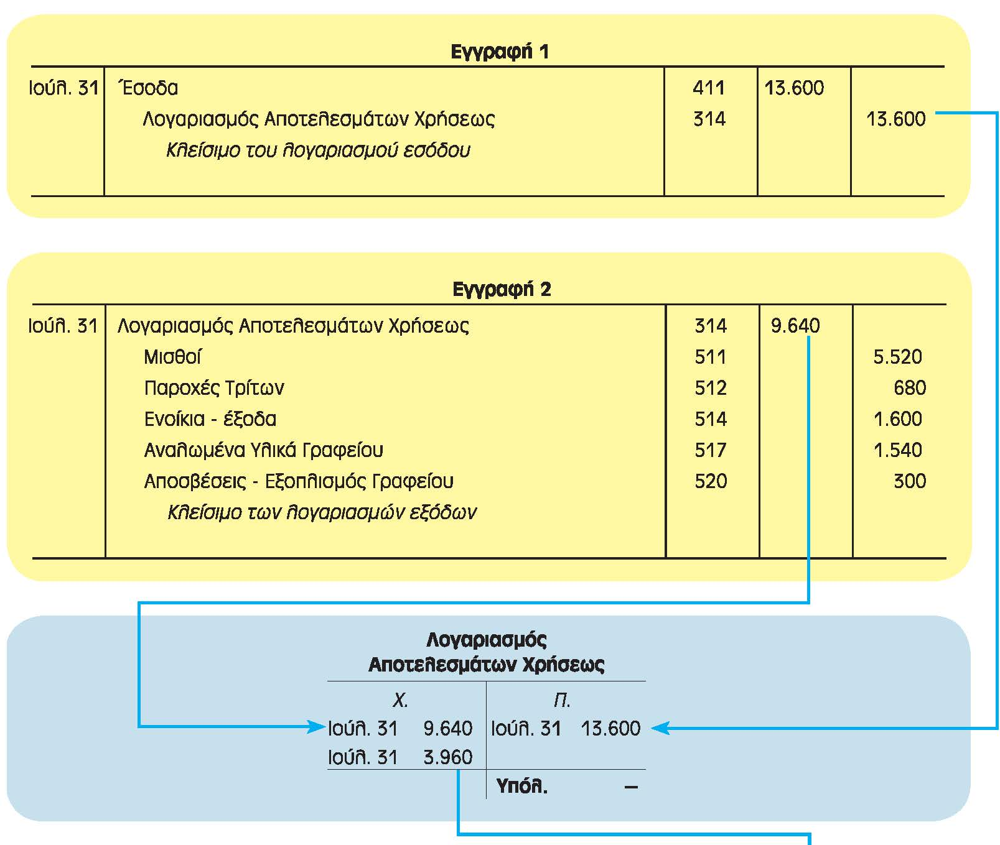 Εγγραφή 1
Ιούλ. 31 Έσοδα 411 13.600
Λογαριασμός Αποτελεσμάτων Χρήσεως 314 13.600
Κλείσιμο του λογαριασμού εσόδου
Εγγραφή 2
Ιούλ. 31 Λογαριασμός Αποτελεσμάτων Χρήσεως 314 9.640
Μισθοί 511 5.520
Παροχές Τρίτων 512 680
Ενοίκια - έξοδα 514 1.600
Αναλωμένα Υλικά Γραφείου 517 1.540
Αποσβέσεις - Εξοπλισμός Γραφείου 520 300
Κλείσιμο των λογαριασμών εξόδων
Λογαριασμός
Αποτελεσμάτων Χρήσεως
Χ. Π.
Ιούλ. 31 9.640 Ιούλ. 31 13.600
Ιούλ. 31 3.960
Υπόλ. –